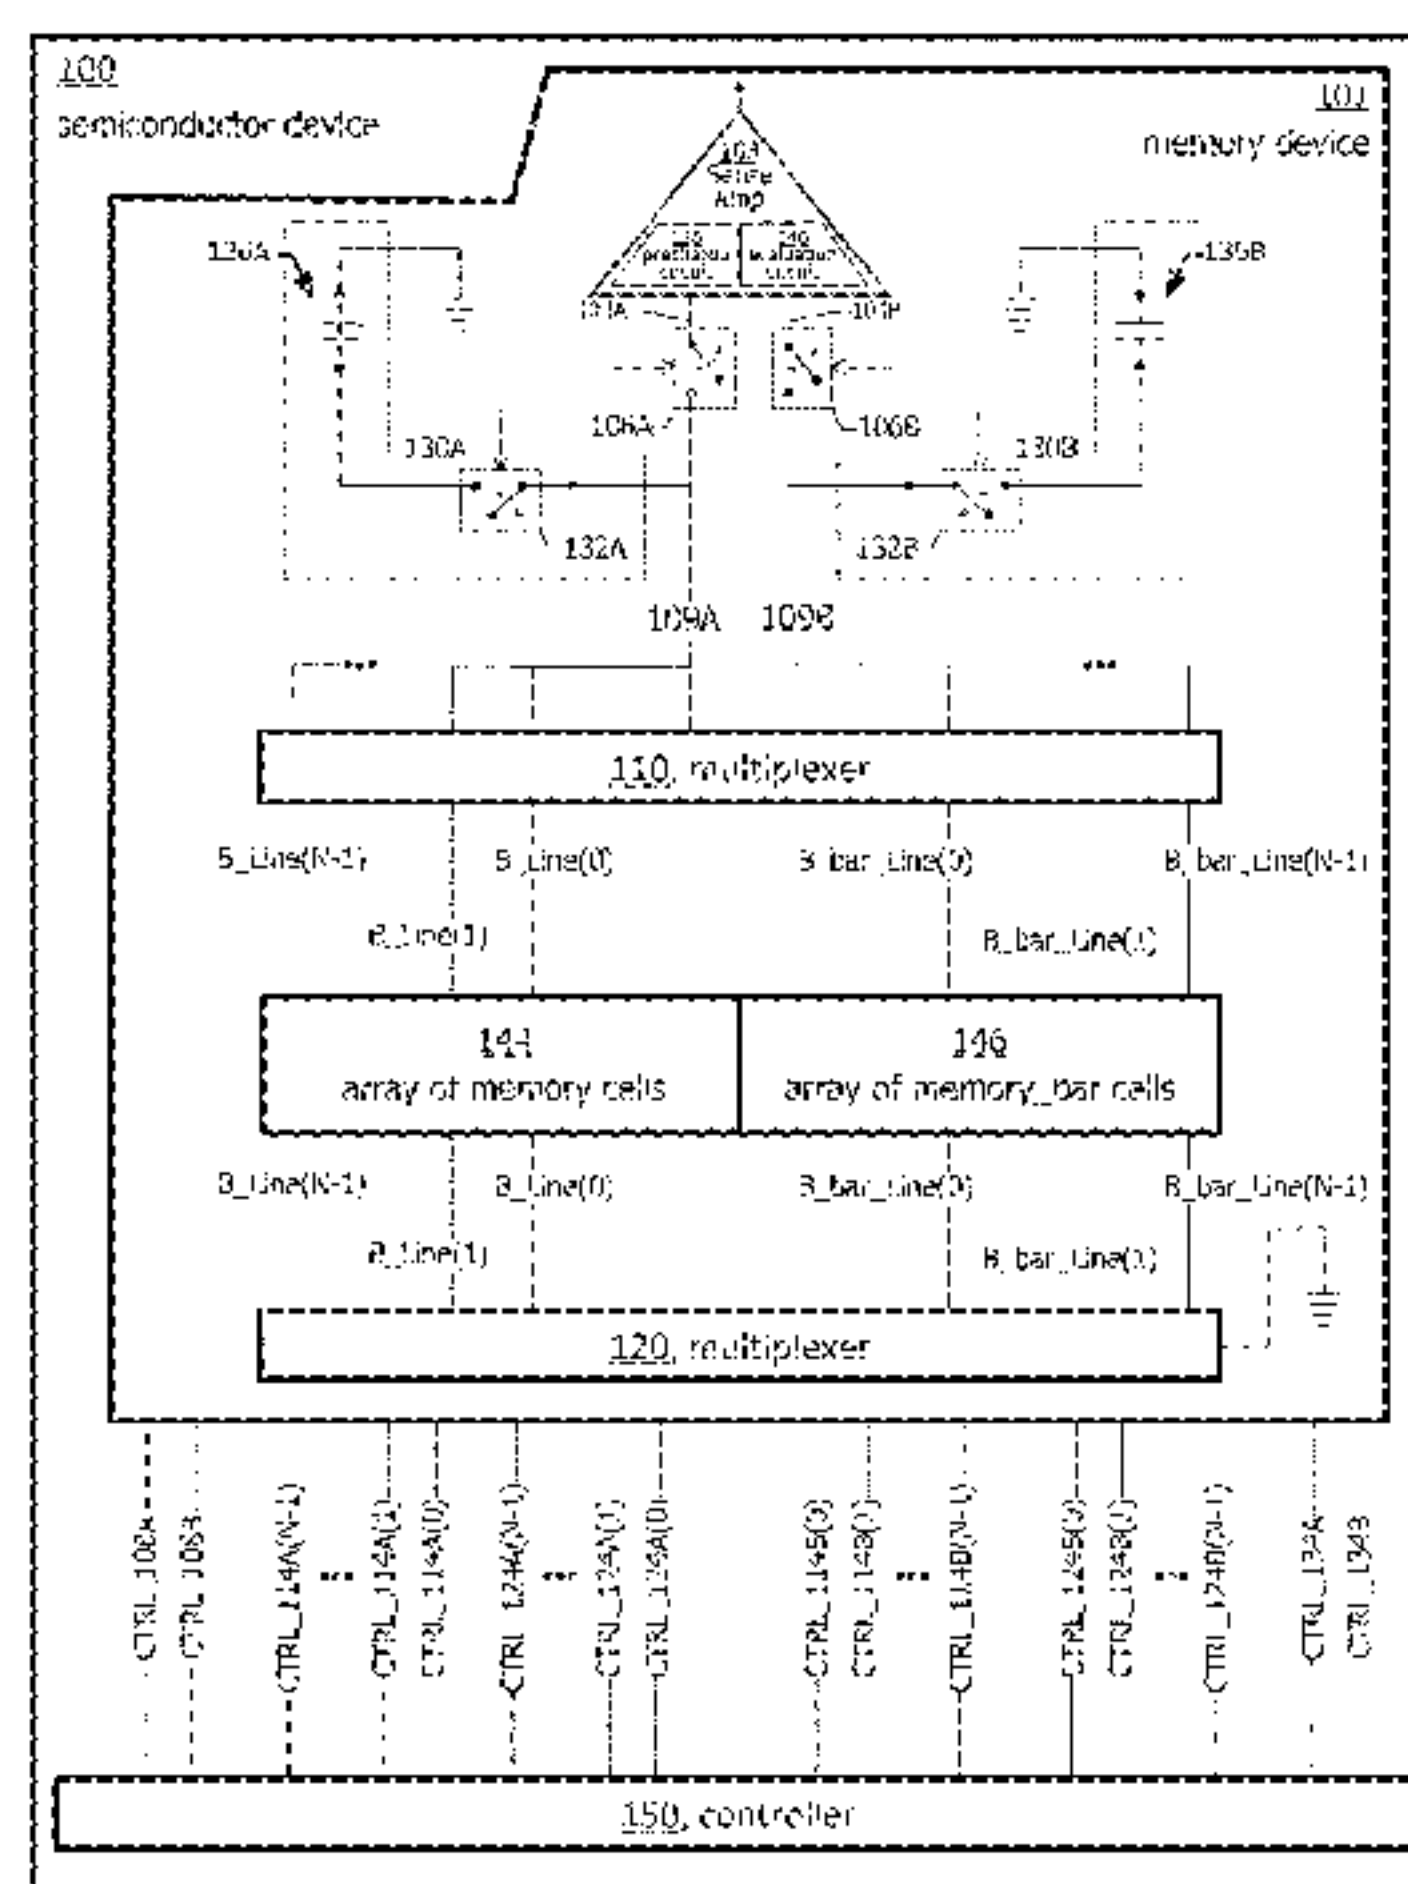 100
semiconductor device
101
memory device
Sense
Amp
136A
106A
106B
130A
130B
132A
132B
109A 109B
110, multiplexer
B_Line(N-1) B_Line(0) B_bar_Line(0) B_bar_Line(N-1)
B_Line(1) B_bar_Line(1)
144 146
array of memory cells array of memory_bar cells
B_Line(N-1) B_Line(0) B_bar_Line(0) B_bar_Line(N-1)
B_Line(1) B_bar_Line(1)
120, multiplexer
CTRL_114A(N-1)
...
CTRL_114A(1)
CTRL_114A(0)
CTRL_124A(N-1)
...
CTRL_124A(1)
CTRL_124A(0)
CTRL_114B(0)
CTRL_114B(1)
...
CTRL_114B(N-1)
CTRL_124B(0)
CTRL_124B(1)
...
CTRL_124B(N-1)
CTRL_134A
CTRL_134B
150, controller